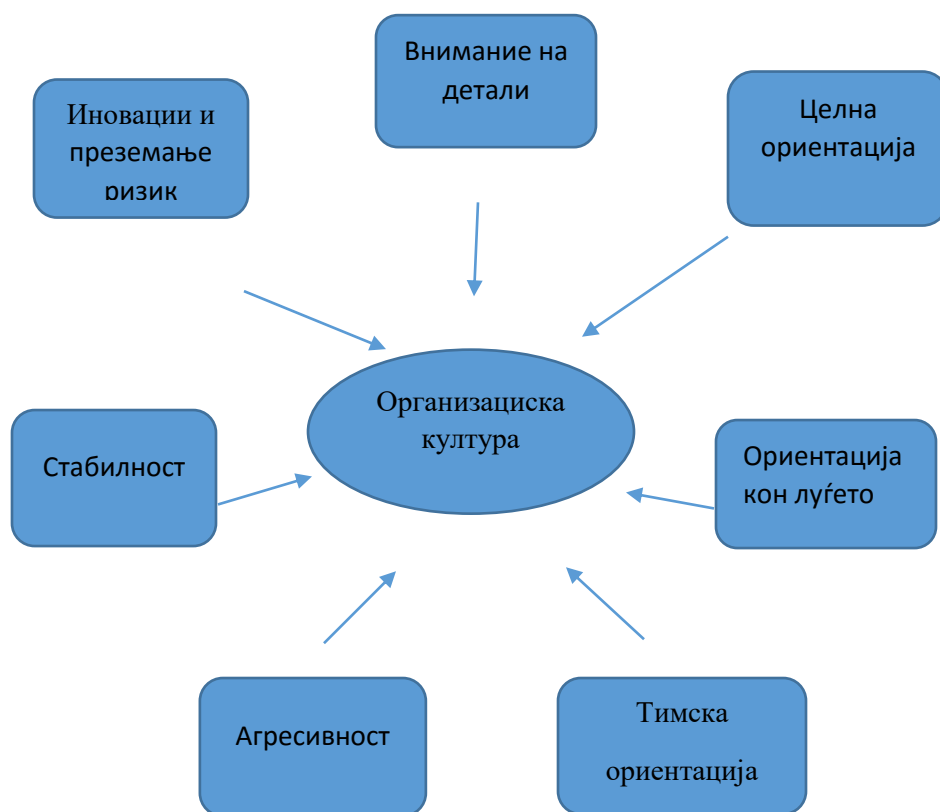 Внимание на
детали
Иновации и
преземање
ризик
Целна
ориентација
Организациска
култура
Стабилност
Ориентација
кон луѓето
Агресивност
Тимска
ориентација